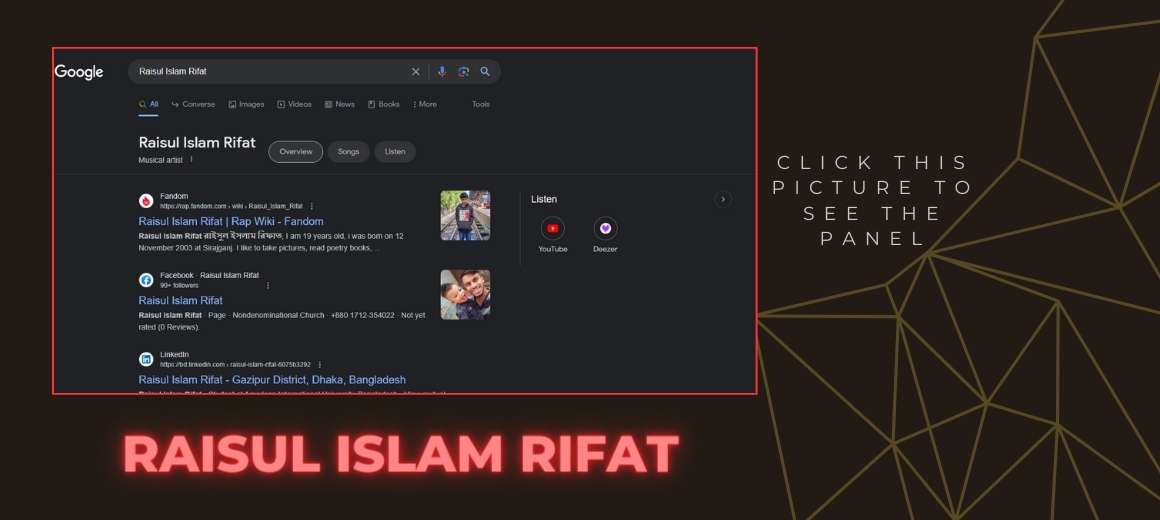 Google
Raisul Islam Rifat
All Converse Images Videos News Books More Tools
Raisul Islam Rifat
Musical artist
Overview Songs Listen
Fandom
https://rap.fandom.com › wiki › Raisul_Islam_Rifat
Raisul Islam Rifat | Rap Wiki - Fandom
Raisul Islam Rifat রাইসুল ইসলাম রিফাত, I am 19 years old, i was born on 12
November 2003 at Sirajganj. I like to take pictures, read poetry books, ...
Facebook · Raisul Islam Rifat
99+ followers
Raisul Islam Rifat
Raisul Islam Rifat · Page · Nondenominational Church · +880 1712-354022 · Not yet
rated (0 Reviews).
LinkedIn
https://bd.linkedin.com › raisul-islam-rifat-6075b3292
Raisul Islam Rifat - Gazipur District, Dhaka, Bangladesh
Listen
YouTube Deezer
CLICK THIS
PICTURE TO
SEE THE
PANEL
RAISUL ISLAM RIFAT